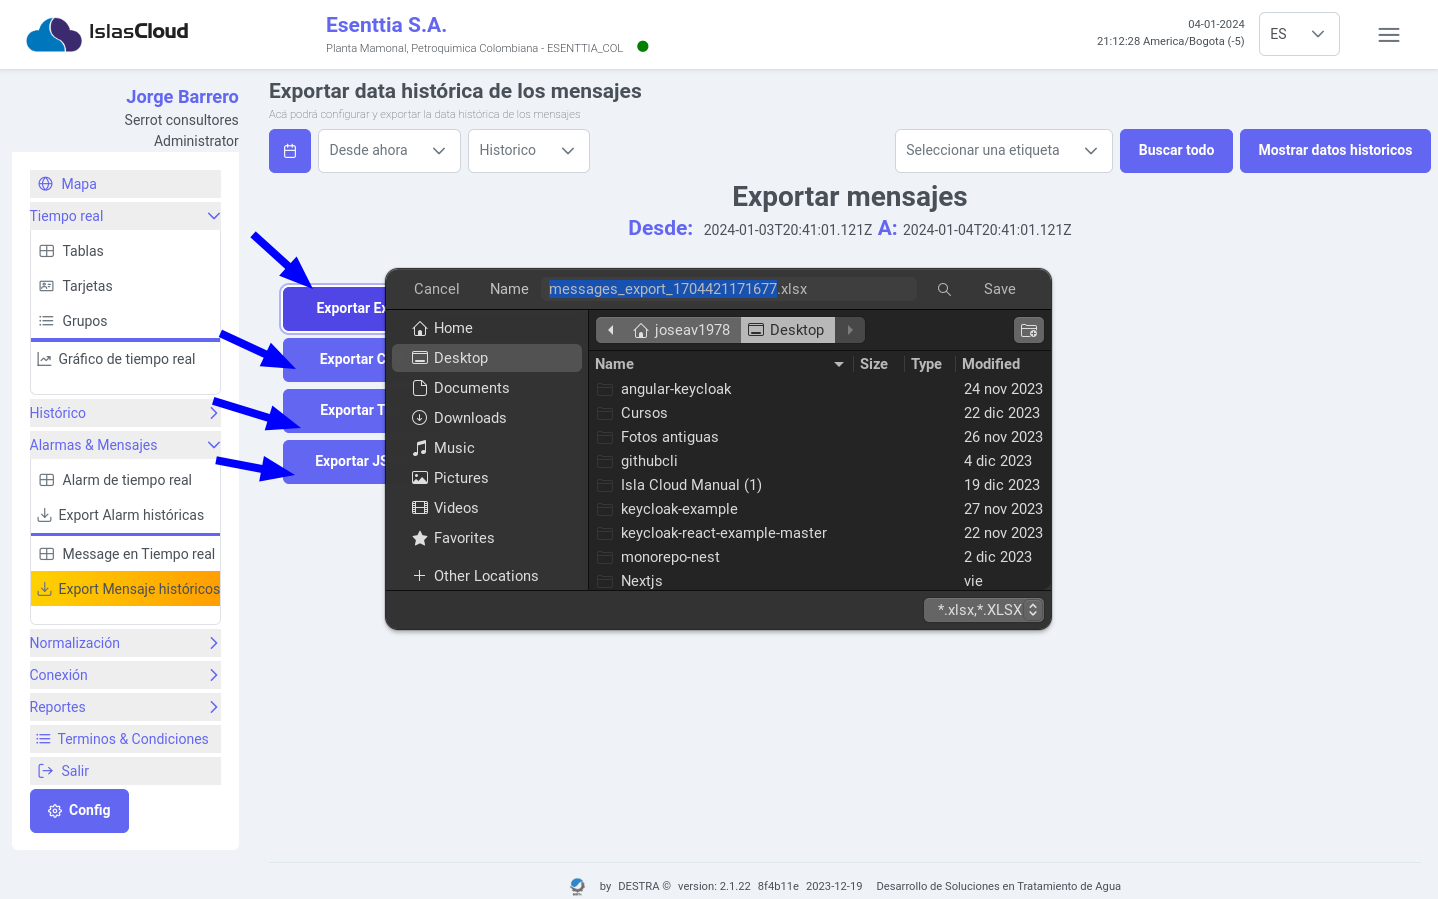 IslasCloud
Esenttia S.A.
Planta Mamonal, Petroquimica Colombiana - ESENTTIA_COL
04-01-2024
21:12:28 America/Bogota (-5)
ES
Jorge Barrero
Serrot consultores
Administrator
Mapa
Tiempo real
Tablas
Tarjetas
Grupos
Gráfico de tiempo real
Histórico
Alarmas & Mensajes
Alarm de tiempo real
Export Alarm históricas
Message en Tiempo real
Export Mensaje históricos
Normalización
Conexión
Reportes
Terminos & Condiciones
Salir
Config
Exportar data histórica de los mensajes
Acá podrá configurar y exportar la data histórica de los mensajes
Desde ahora
Historico
Seleccionar una etiqueta
Buscar todo
Mostrar datos historicos
Exportar mensajes
Desde: 2024-01-03T20:41:01.121Z A: 2024-01-04T20:41:01.121Z
Exportar Ex
Exportar C
Exportar T
Exportar JS
Cancel
Name
messages_export_1704421171677.xlsx
Save
Home
Desktop
Documents
Downloads
Music
Pictures
Videos
Favorites
Other Locations
joseav1978
Desktop
Name Size Type Modified
angular-keycloak 24 nov 2023
Cursos 22 dic 2023
Fotos antiguas 26 nov 2023
githubcli 4 dic 2023
Isla Cloud Manual (1) 19 dic 2023
keycloak-example 27 nov 2023
keycloak-react-example-master 22 nov 2023
monorepo-nest 2 dic 2023
Nextjs vie
*.xlsx,*.XLSX
by DESTRA © version: 2.1.22 8f4b11e 2023-12-19 Desarrollo de Soluciones en Tratamiento de Agua